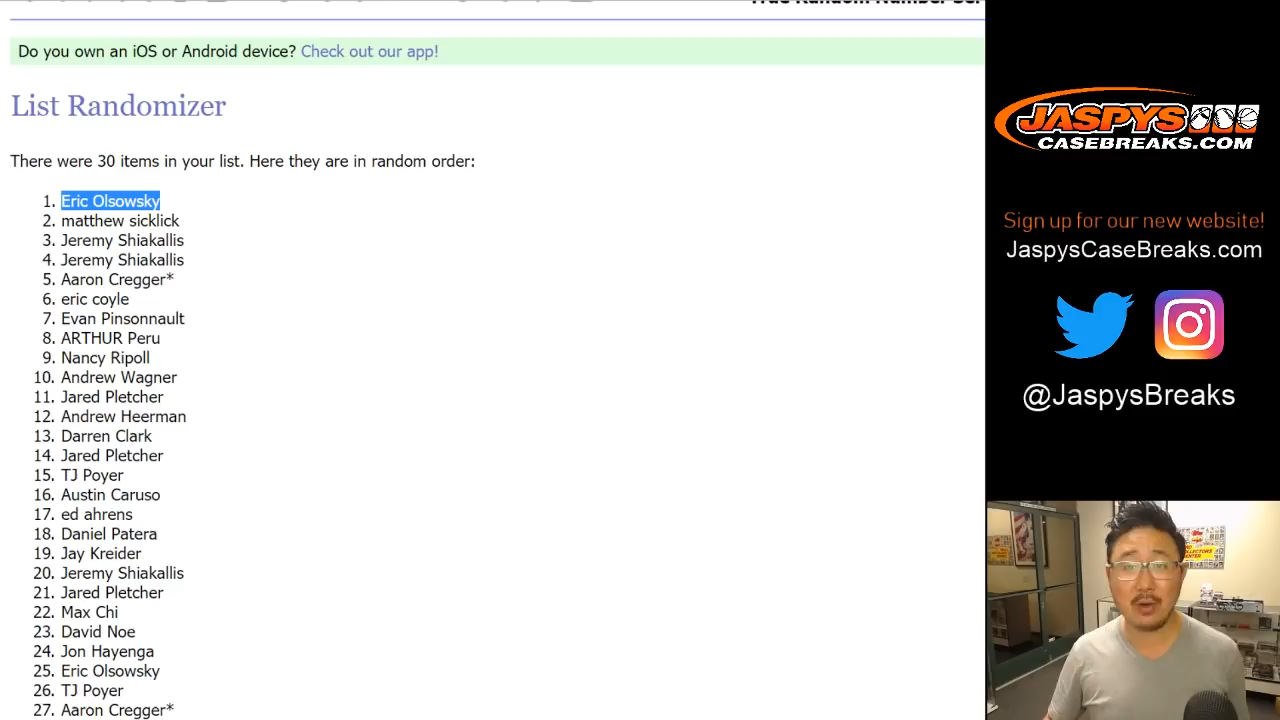 Do you own an iOS or Android device? Check out our app!
List Randomizer
There were 30 items in your list. Here they are in random order:
1. Eric Olsowsky
2. matthew sicklick
3. Jeremy Shiakallis
4. Jeremy Shiakallis
5. Aaron Cregger*
6. eric coyle
7. Evan Pinsonnault
8. ARTHUR Peru
9. Nancy Ripoll
10. Andrew Wagner
11. Jared Pletcher
12. Andrew Heerman
13. Darren Clark
14. Jared Pletcher
15. TJ Poyer
16. Austin Caruso
17. ed ahrens
18. Daniel Patera
19. Jay Kreider
20. Jeremy Shiakallis
21. Jared Pletcher
22. Max Chi
23. David Noe
24. Jon Hayenga
25. Eric Olsowsky
26. TJ Poyer
27. Aaron Cregger*
JASPYS
CASEBREAKS.COM
Sign up for our new website!
JaspysCaseBreaks.com
@JaspysBreaks